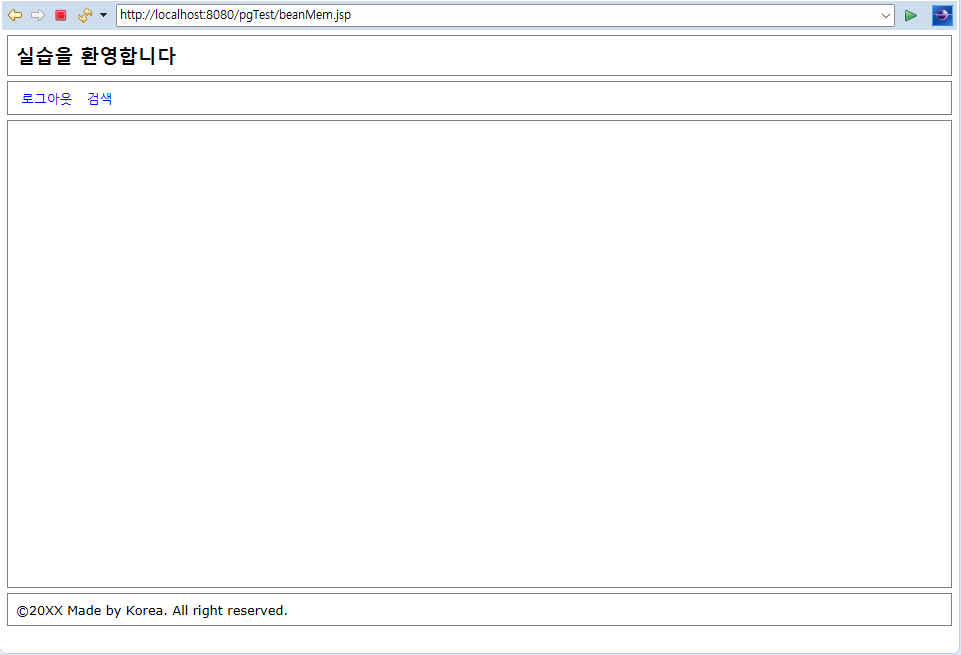 http://localhost:8080/pgTest/beanMem.jsp
실습을 환영합니다
로그아웃 검색
©20XX Made by Korea. All right reserved.